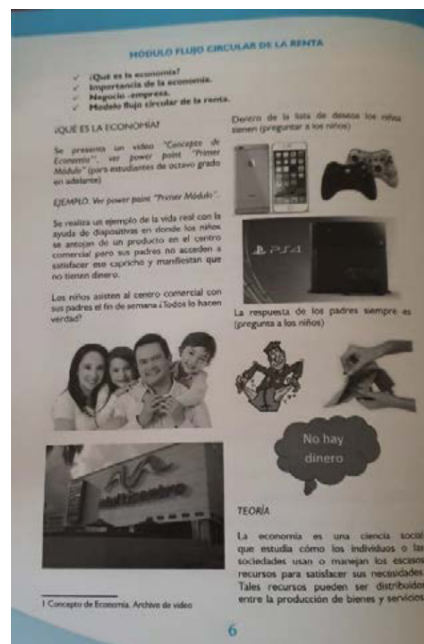 MÓDULO FLUJO CIRCULAR DE LA RENTA
✓ ¿Qué es la economía?
✓ Importancia de la economía.
✓ Negocio -empresa.
✓ Modelo flujo circular de la renta.
¿QUÉ ES LA ECONOMÍA?
Se presenta un video "Concepto de
Economía"¹, ver power point "Primer
Módulo" (para estudiantes de octavo grado
en adelante)
EJEMPLO. Ver power point "Primer Módulo".
Se realiza un ejemplo de la vida real con la
ayuda de diapositivas en donde los niños
se antojan de un producto en el centro
comercial pero sus padres no acceden a
satisfacer ese capricho y manifiestan que
no tienen dinero.
Los niños asisten al centro comercial con
sus padres el fin de semana ¿Todos lo hacen
verdad?
1 Concepto de Economía. Archivo de video
Dentro de la lista de deseos los niños
tienen (preguntar a los niños)
PS4
La respuesta de los padres siempre es
(pregunta a los niños)
No hay
dinero
TEORÍA
La economía es una ciencia social
que estudia cómo los individuos o las
sociedades usan o manejan los escasos
recursos para satisfacer sus necesidades.
Tales recursos pueden ser distribuidos
entre la producción de bienes y servicios
6